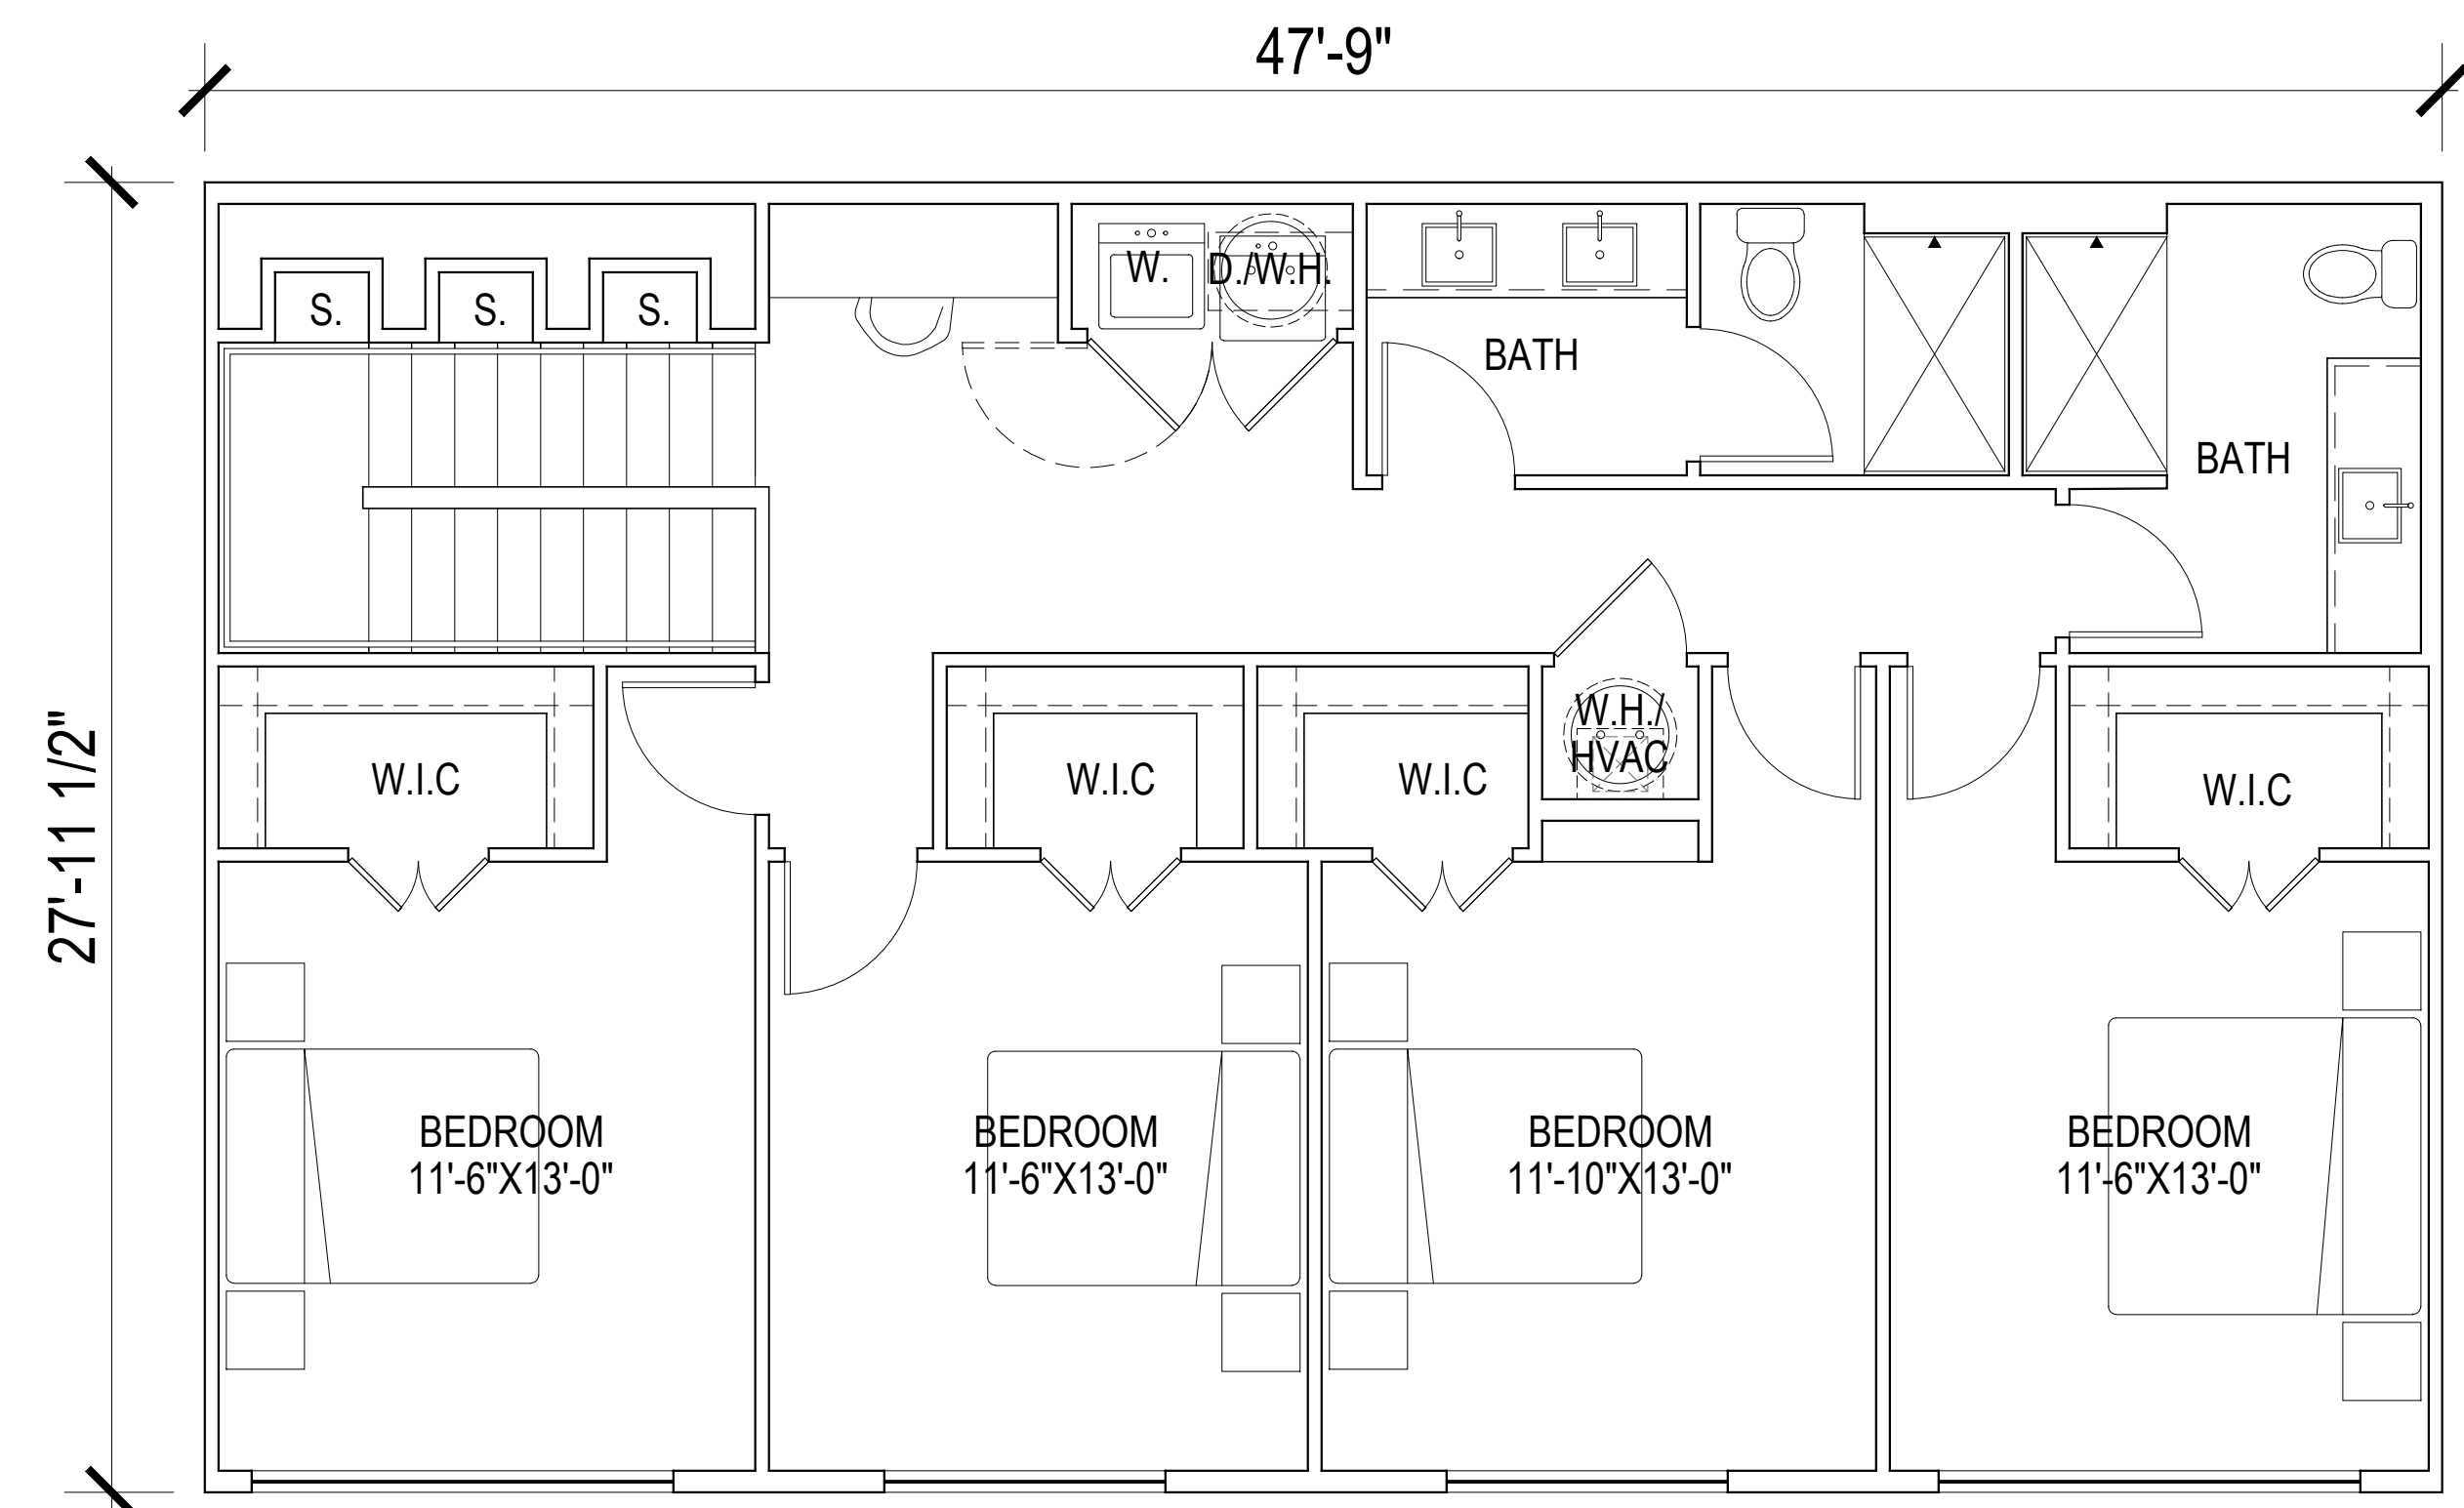 47'-9"
27'-11 1/2"
S.
S.
S.
W.
D./W.H.
BATH
BATH
W.I.C
W.I.C
W.I.C
W.H./
HVAC
W.I.C
BEDROOM
11'-6"X13'-0"
BEDROOM
11'-6"X13'-0"
BEDROOM
11'-10"X13'-0"
BEDROOM
11'-6"X13'-0"